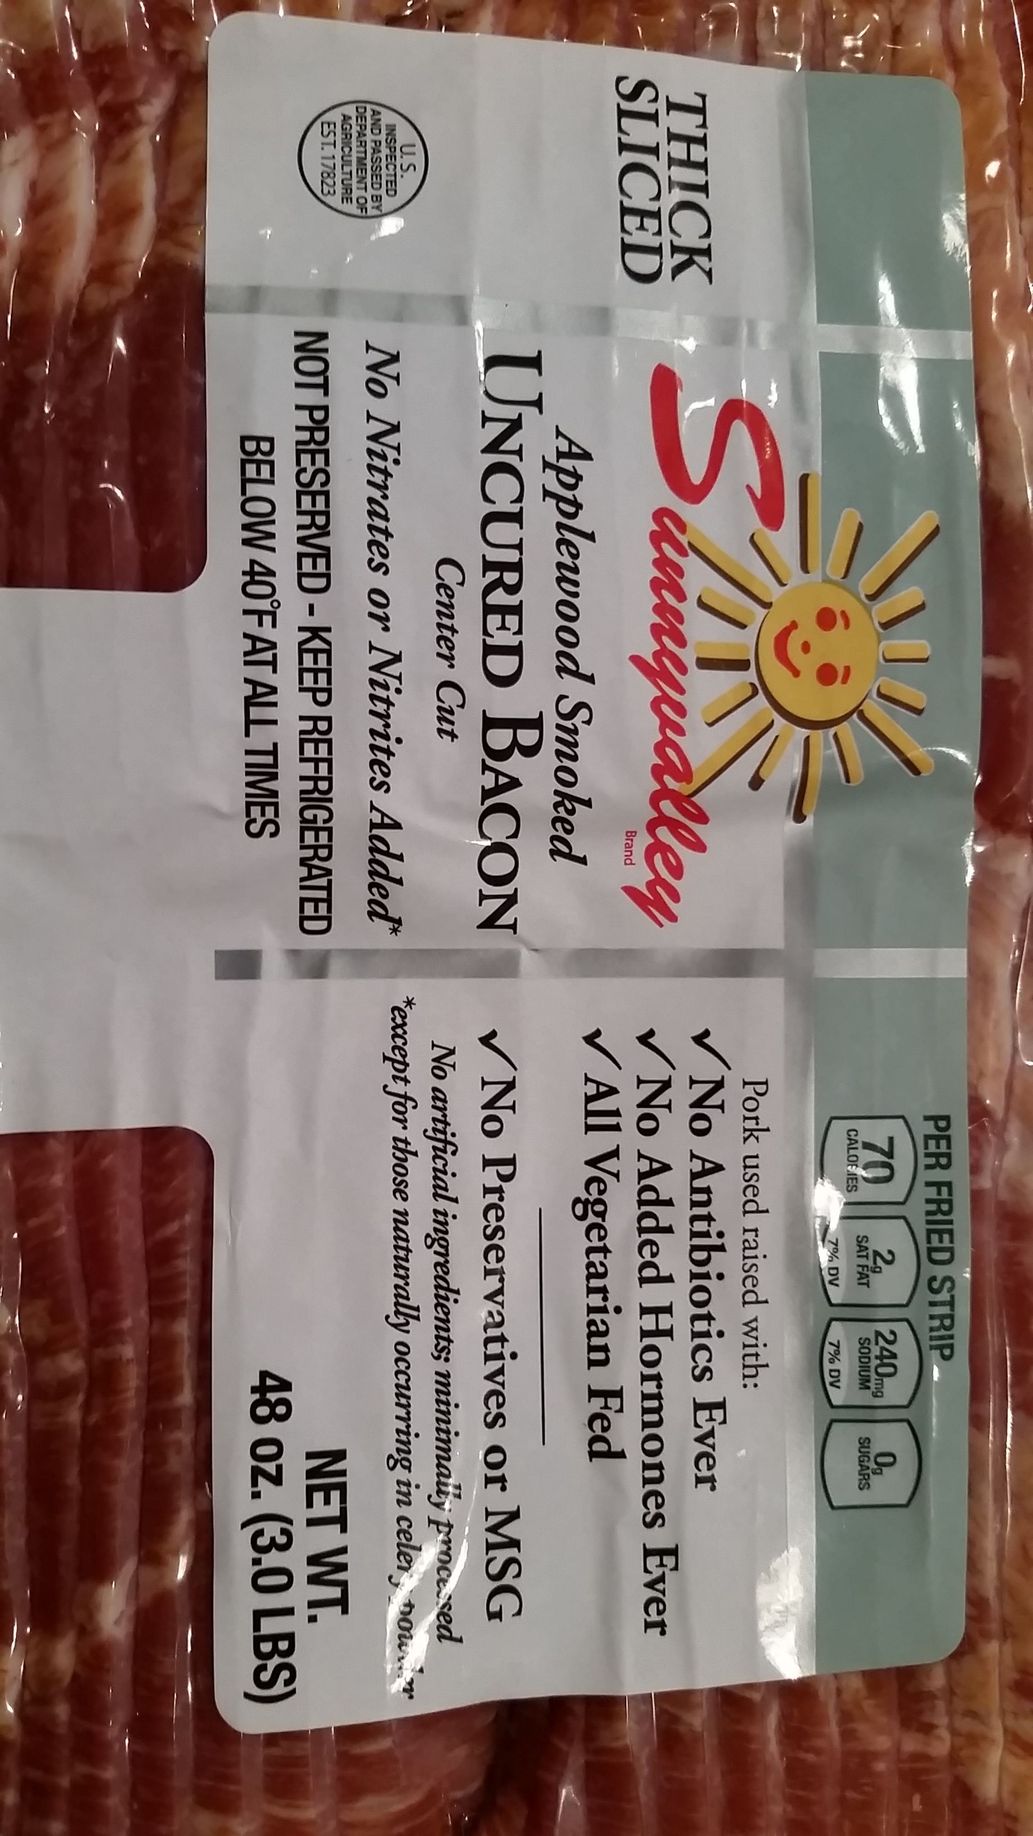 THICK
SLICED
U.S.
INSPECTED
AND PASSED BY
DEPARTMENT OF
AGRICULTURE
EST. 17823
Sunnyvalley
Brand
Applewood Smoked
UNCURED BACON
Center Cut
No Nitrates or Nitrites Added*
NOT PRESERVED - KEEP REFRIGERATED
BELOW 40°F AT ALL TIMES
PER FRIED STRIP
70
CALORIES
2g
SAT FAT
7% DV
240mg
SODIUM
7% DV
0g
SUGARS
Pork used raised with:
✓ No Antibiotics Ever
✓ No Added Hormones Ever
✓ All Vegetarian Fed
✓ No Preservatives or MSG
No artificial ingredients; minimally processed
*except for those naturally occurring in celery powder
NET WT.
48 OZ. (3.0 LBS)